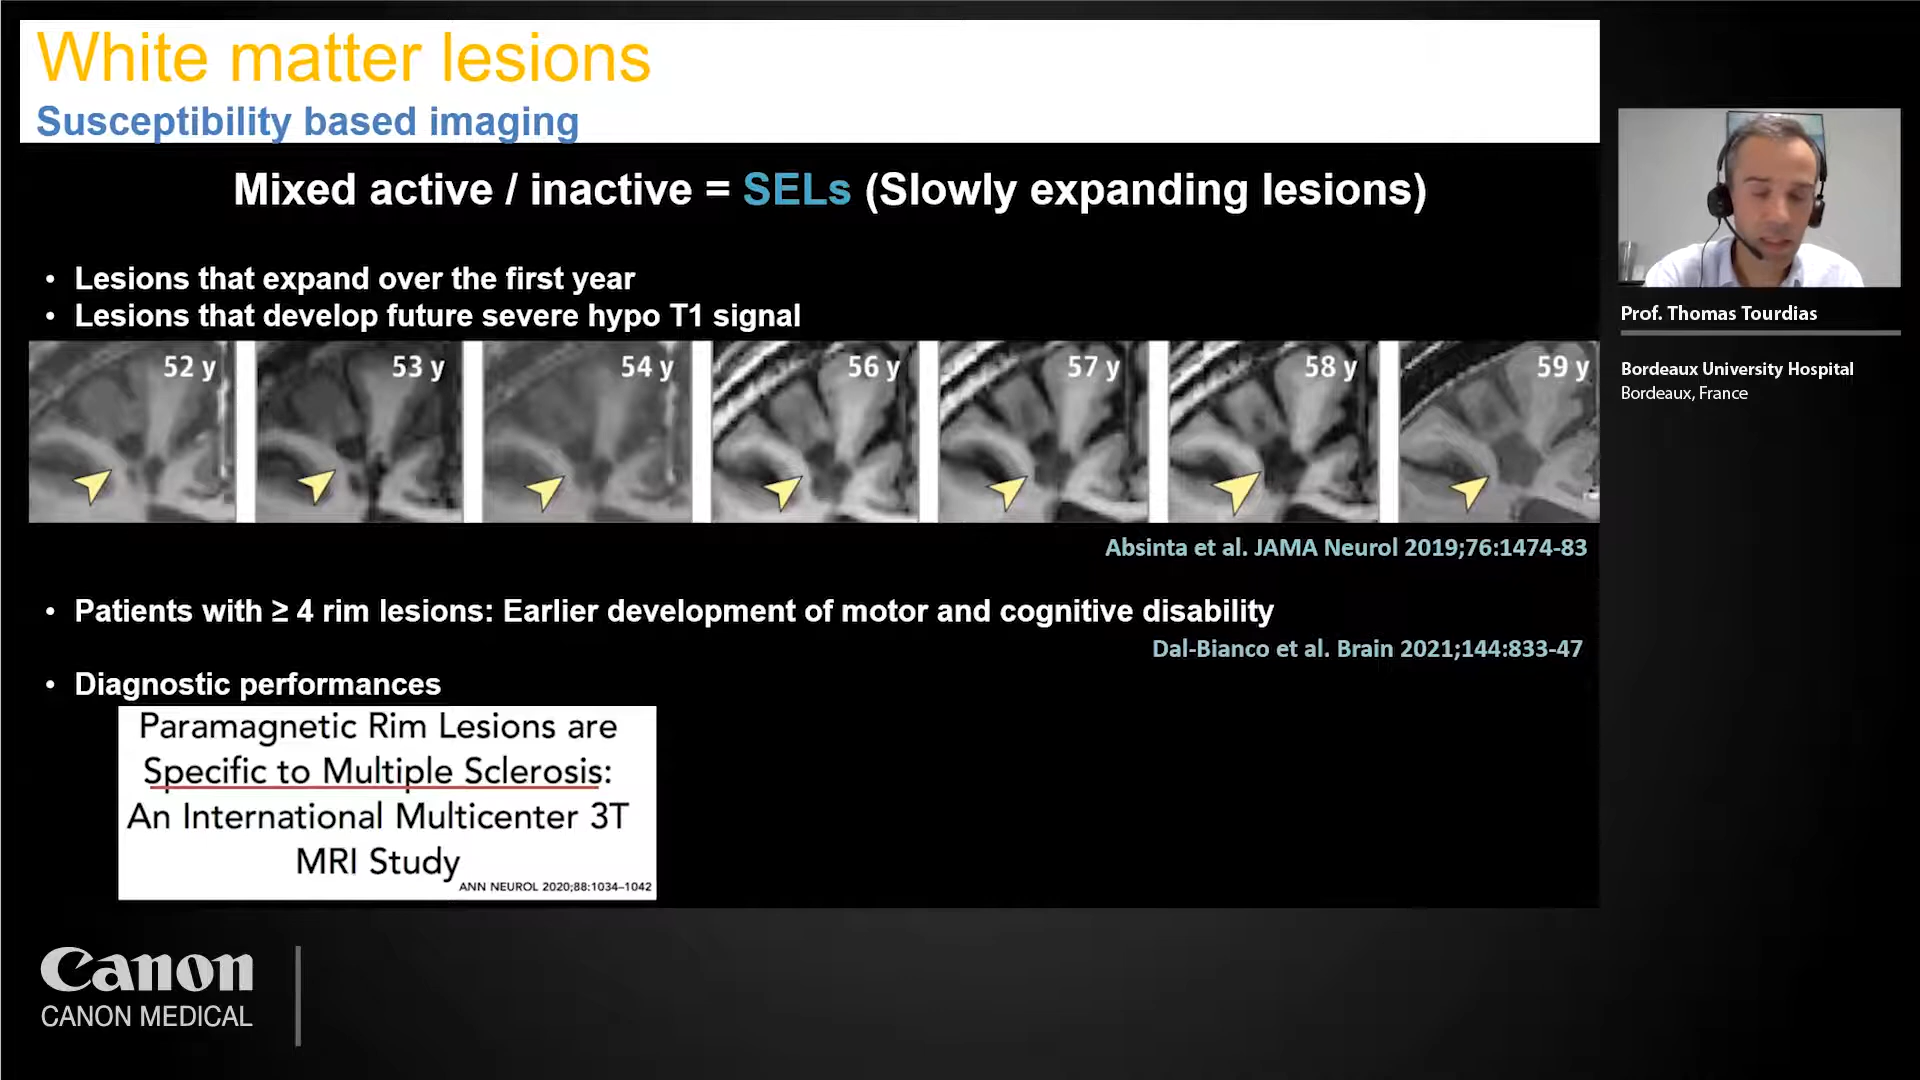 White matter lesions
Susceptibility based imaging
Mixed active / inactive = SELs (Slowly expanding lesions)
• Lesions that expand over the first year
• Lesions that develop future severe hypo T1 signal
52 y 53 y 54 y 56 y 57 y 58 y 59 y
Absinta et al. JAMA Neurol 2019;76:1474-83
• Patients with ≥ 4 rim lesions: Earlier development of motor and cognitive disability
Dal-Bianco et al. Brain 2021;144:833-47
• Diagnostic performances
Paramagnetic Rim Lesions are
Specific to Multiple Sclerosis:
An International Multicenter 3T
MRI Study
ANN NEUROL 2020;88:1034–1042
Prof. Thomas Tourdias
Bordeaux University Hospital
Bordeaux, France
Canon
CANON MEDICAL